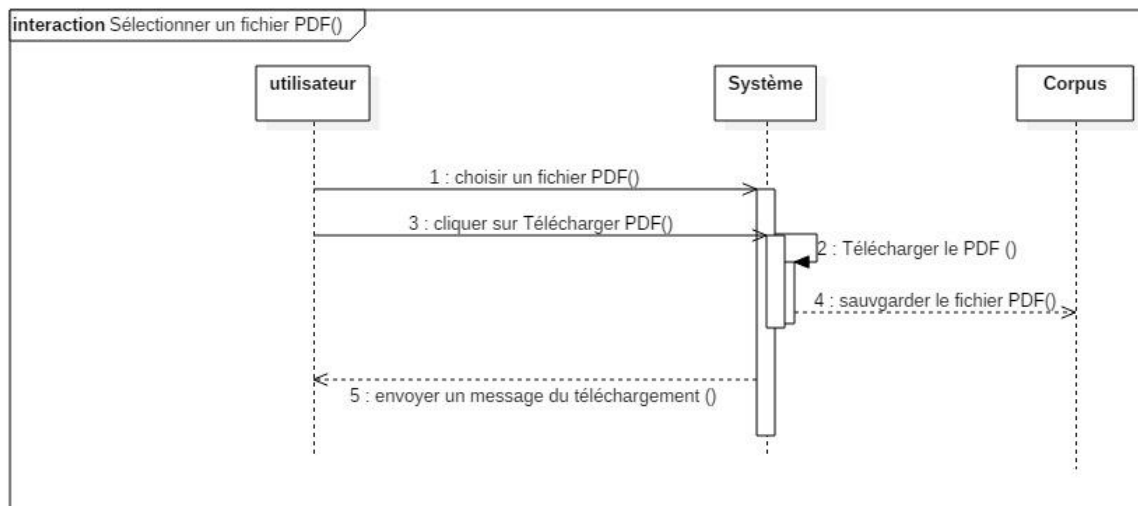 interaction Sélectionner un fichier PDF()
utilisateur
Système
Corpus
1 : choisir un fichier PDF()
3 : cliquer sur Télécharger PDF()
2 : Télécharger le PDF ()
4 : sauvgarder le fichier PDF()
5 : envoyer un message du téléchargement ()